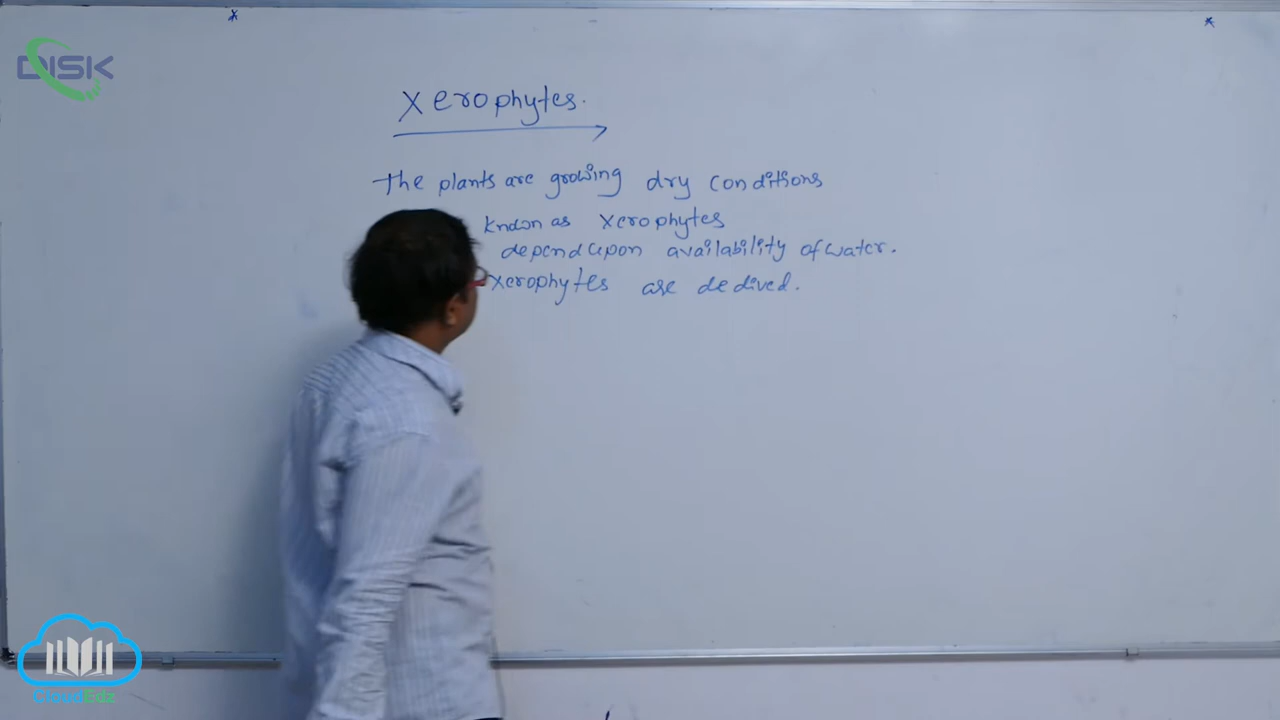 DISK
Xerophytes.
The plants are growing dry conditions
known as xerophytes
depend upon availability of water.
xerophytes are dedived.
CloudEdz